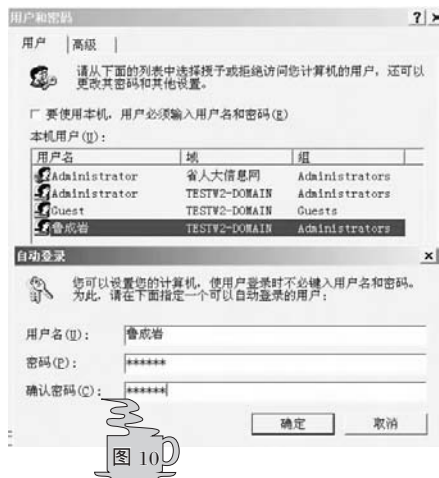 用户和密码
用户 高级
请从下面的列表中选择授予或拒绝访问您计算机的用户，还可以
更改其密码和其他设置。
要使用本机，用户必须输入用户名和密码(E)
本机用户(U)：
用户名 域 组
Administrator 省人大信息网 Administrators
Administrator TESTW2-DOMAIN Administrators
Guest TESTW2-DOMAIN Guests
鲁成岩 TESTW2-DOMAIN Administrators
自动登录
您可以设置您的计算机，使用户登录时不必键入用户名和密码。
为此，请在下面指定一个可以自动登录的用户：
用户名(U)： 鲁成岩
密码(P)： ******
确认密码(C)： ******
确定 取消
图 10